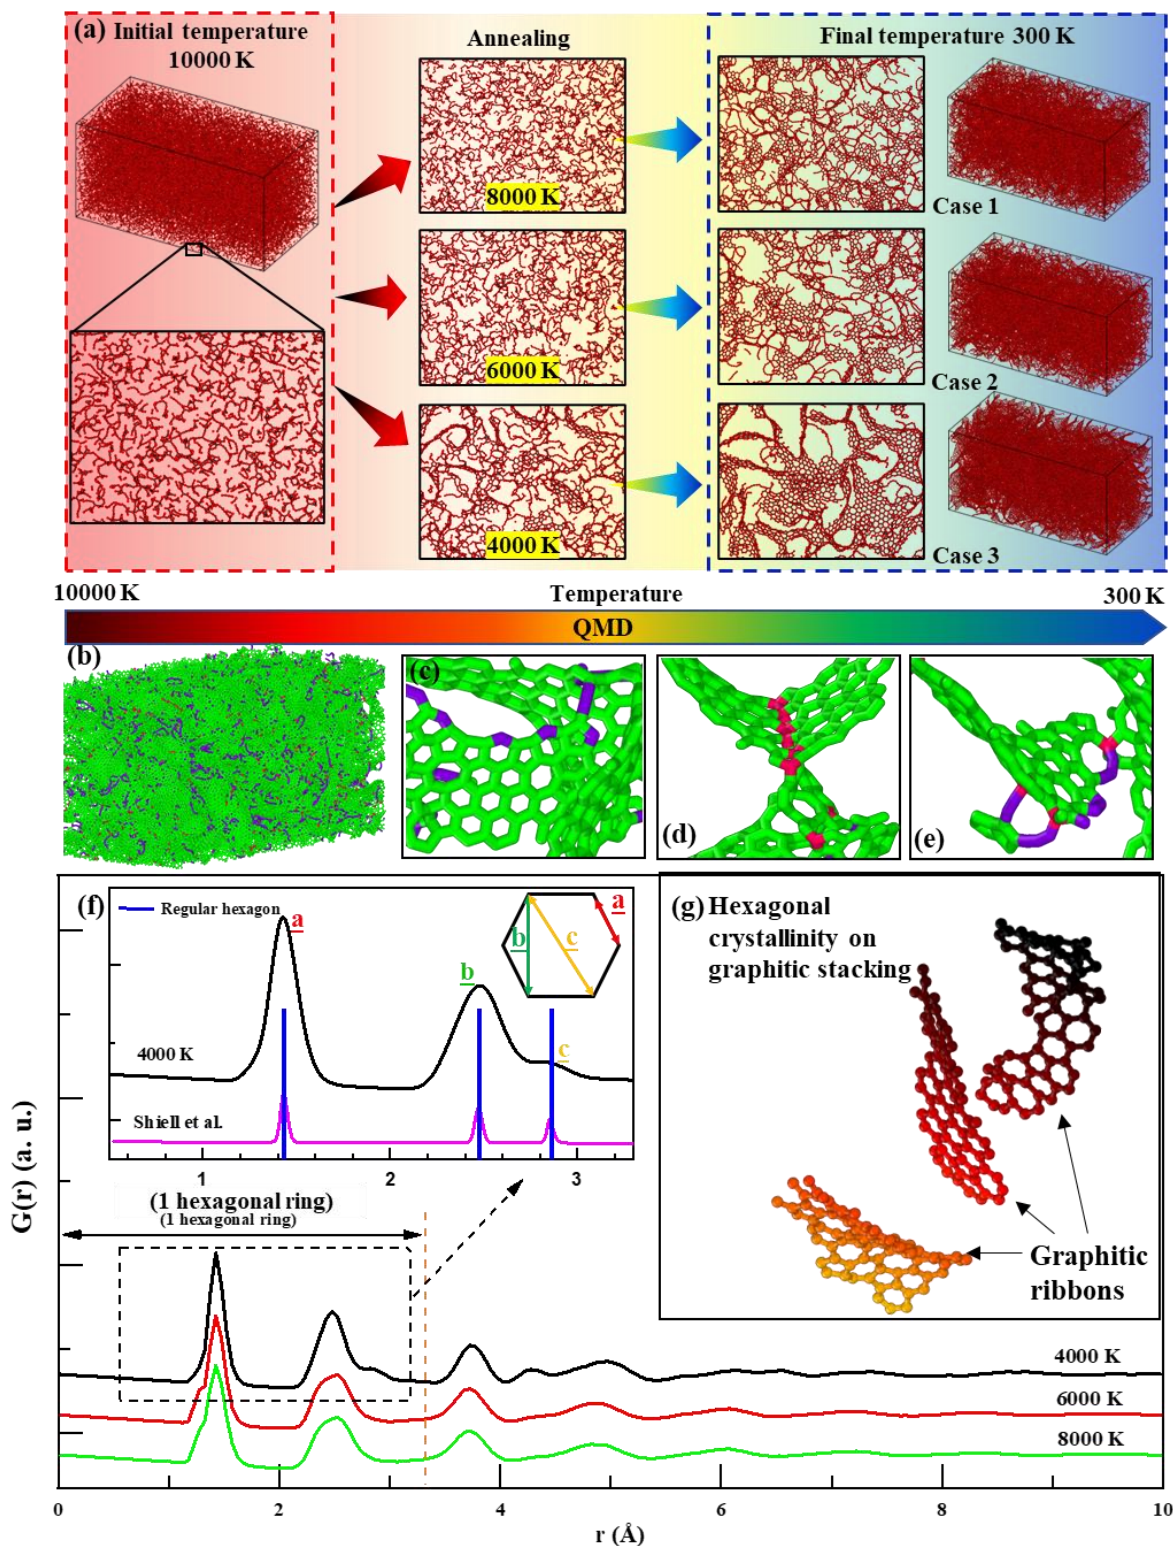 (a) Initial temperature
10000 K
Annealing
Final temperature 300 K
8000 K
Case 1
6000 K
Case 2
4000 K
Case 3
10000 K
Temperature
300 K
QMD
(b)
(c)
(d)
(e)
(f)
Regular hexagon
a
b
c
a
b
c
4000 K
Shiell et al.
1
2
3
(1 hexagonal ring)
(1 hexagonal ring)
(g) Hexagonal
crystallinity on
graphitic stacking
Graphitic
ribbons
4000 K
6000 K
8000 K
G(r) (a. u.)
0
2
4
6
8
10
r (Å)